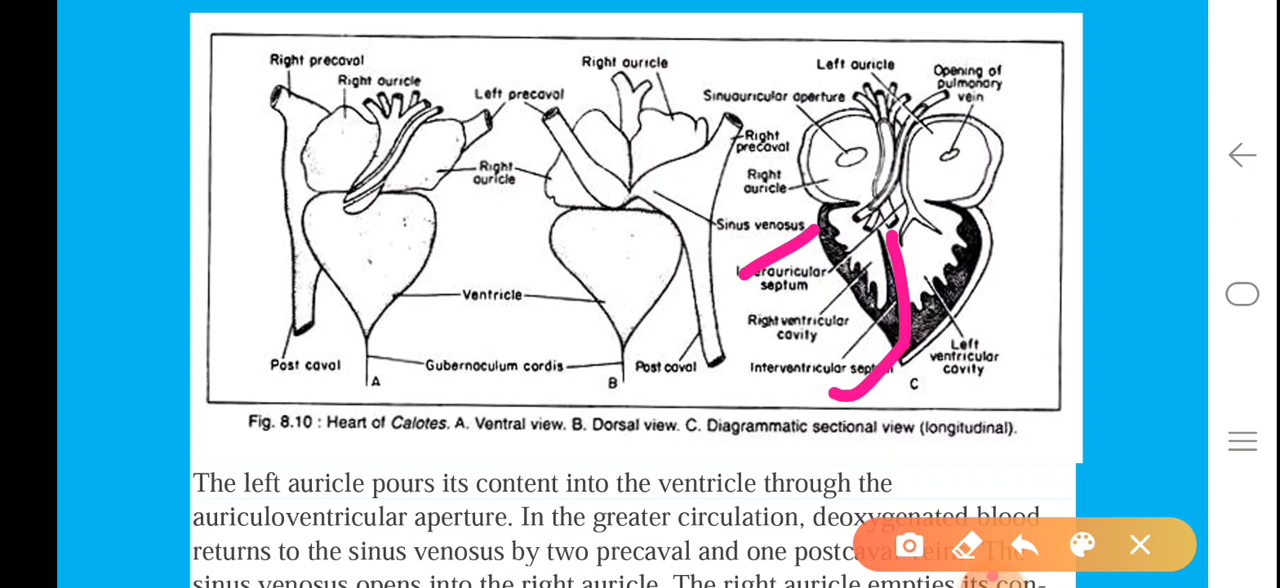 Right precaval
Right auricle
Left precaval
Right auricle
Left auricle
Opening of
pulmonary
vein
Sinuauricular aperture
Right
precaval
Right
auricle
Right
auricle
Sinus venosus
septum
Ventricle
Right ventricular
cavity
Left
ventricular
cavity
Post caval
Gubernaculum cordis
Post caval
Interventricular
A
B
C
Fig. 8.10 : Heart of Calotes. A. Ventral view. B. Dorsal view. C. Diagrammatic sectional view (longitudinal).
The left auricle pours its content into the ventricle through the
auriculoventricular aperture. In the greater circulation, deoxygenated blood
returns to the sinus venosus by two precaval and one The
sinus venosus opens into the right auricle. The right auricle empties its con-